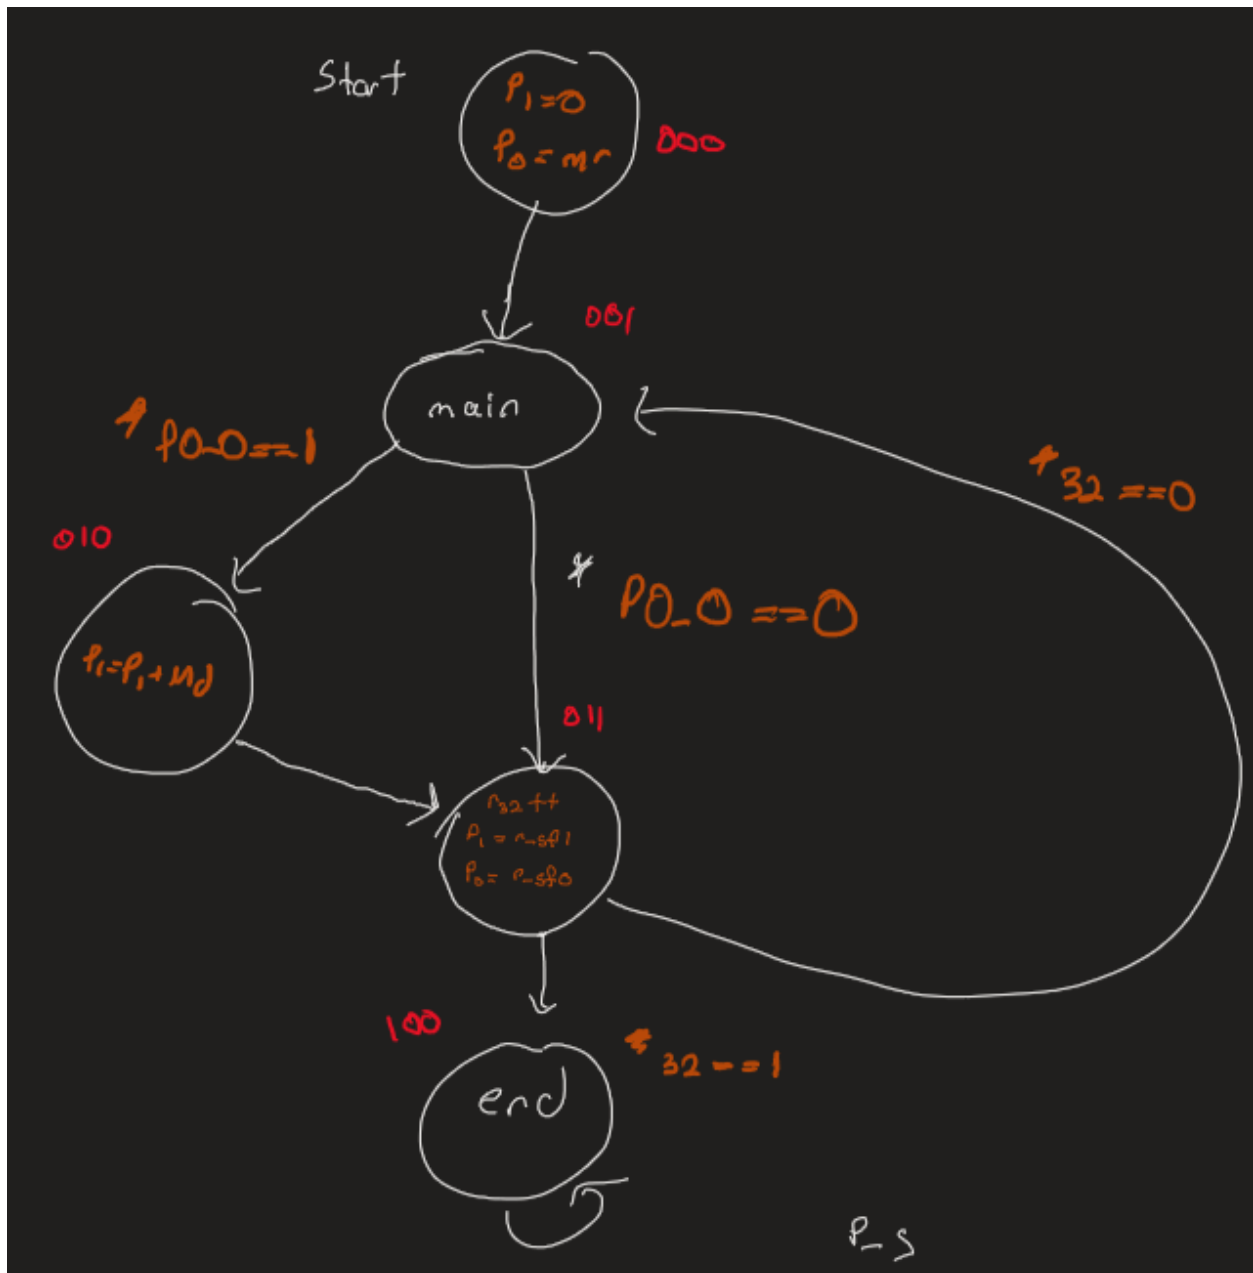 Start
P1=0
P0=mr
000
001
main
* P0_0==1
* 32==0
010
* P0_0==0
P1=P1+Md
011
r32++
P1=r_sf1
P0=r_sf0
100
* 32==1
end
P_s